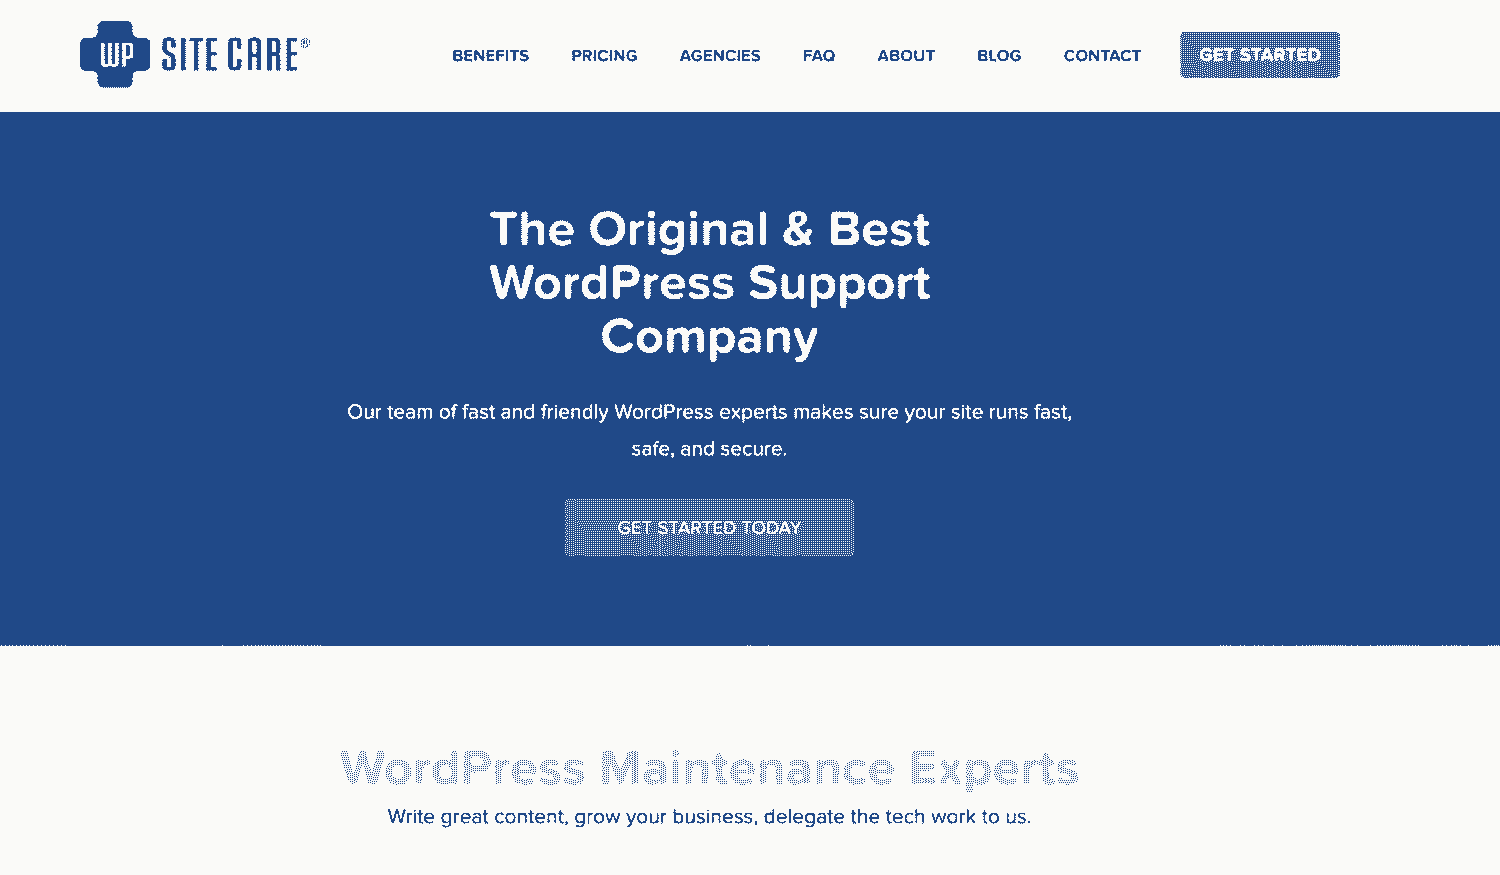 WP SITE CARE®
BENEFITS PRICING AGENCIES FAQ ABOUT BLOG CONTACT GET STARTED
The Original & Best
WordPress Support
Company
Our team of fast and friendly WordPress experts makes sure your site runs fast,
safe, and secure.
GET STARTED TODAY
WordPress Maintenance Experts
Write great content, grow your business, delegate the tech work to us.